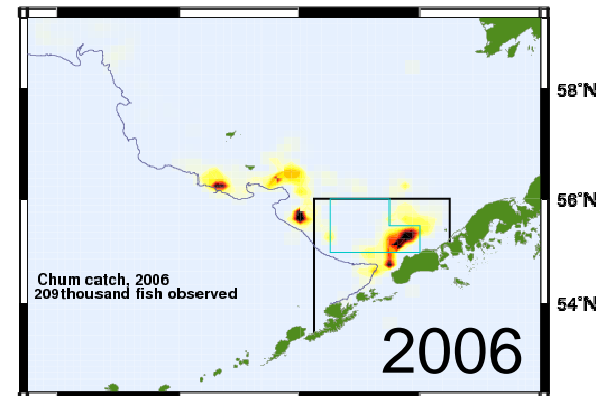 58°N
56°N
Chum catch, 2006
209 thousand fish observed
54°N
2006